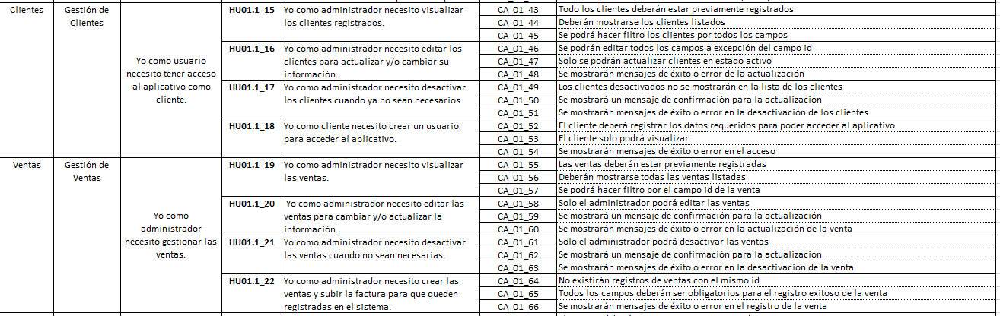 Clientes
Gestión de
Clientes
Yo como usuario
necesito tener acceso
al aplicativo como
cliente.
HU01.1_15
Yo como administrador necesito visualizar
los clientes registrados.
CA_01_43
Todo los clientes deberán estar previamente registrados
CA_01_44
Deberán mostrarse los clientes listados
CA_01_45
Se podrá hacer filtro los clientes por todos los campos
HU01.1_16
Yo como administrador necesito editar los
clientes para actualizar y/o cambiar su
información.
CA_01_46
Se podrán editar todos los campos a excepción del campo id
CA_01_47
Solo se podrán actualizar clientes en estado activo
CA_01_48
Se mostrarán mensajes de éxito o error de la actualización
HU01.1_17
Yo como administrador necesito desactivar
los clientes cuando ya no sean necesarios.
CA_01_49
Los clientes desactivados no se mostrarán en la lista de los clientes
CA_01_50
Se mostrará un mensaje de confirmación para la actualización
CA_01_51
Se mostrarán mensajes de éxito o error en la desactivación de los clientes
HU01.1_18
Yo como cliente necesito crear un usuario
para acceder al aplicativo.
CA_01_52
El cliente deberá registrar los datos requeridos para poder acceder al aplicativo
CA_01_53
El cliente solo podrá visualizar
CA_01_54
Se mostrarán mensajes de éxito o error en el acceso
Ventas
Gestión de
Ventas
Yo como
administrador
necesito gestionar las
ventas.
HU01.1_19
Yo como administrador necesito visualizar
las ventas.
CA_01_55
Las ventas deberán estar previamente registradas
CA_01_56
Deberán mostrarse todas las ventas listadas
CA_01_57
Se podrá hacer filtro por el campo id de la venta
HU01.1_20
Yo como administrador necesito editar las
ventas para cambiar y/o actualizar la
información.
CA_01_58
Solo el administrador podrá editar las ventas
CA_01_59
Se mostrará un mensaje de confirmación para la actualización
CA_01_60
Se mostrarán mensajes de éxito o error en la actualización de la venta
HU01.1_21
Yo como administrador necesito desactivar
las ventas cuando no sean necesarias.
CA_01_61
Solo el administrador podrá desactivar las ventas
CA_01_62
Se mostrará un mensaje de confirmación para la actualización
CA_01_63
Se mostrarán mensajes de éxito o error en la desactivación de la venta
HU01.1_22
Yo como administrador necesito crear las
ventas y subir la factura para que queden
registradas en el sistema.
CA_01_64
No existirán registros de ventas con el mismo id
CA_01_65
Todos los campos deberán ser obligatorios para el registro exitoso de la venta
CA_01_66
Se mostrarán mensajes de éxito o error en el registro de la venta